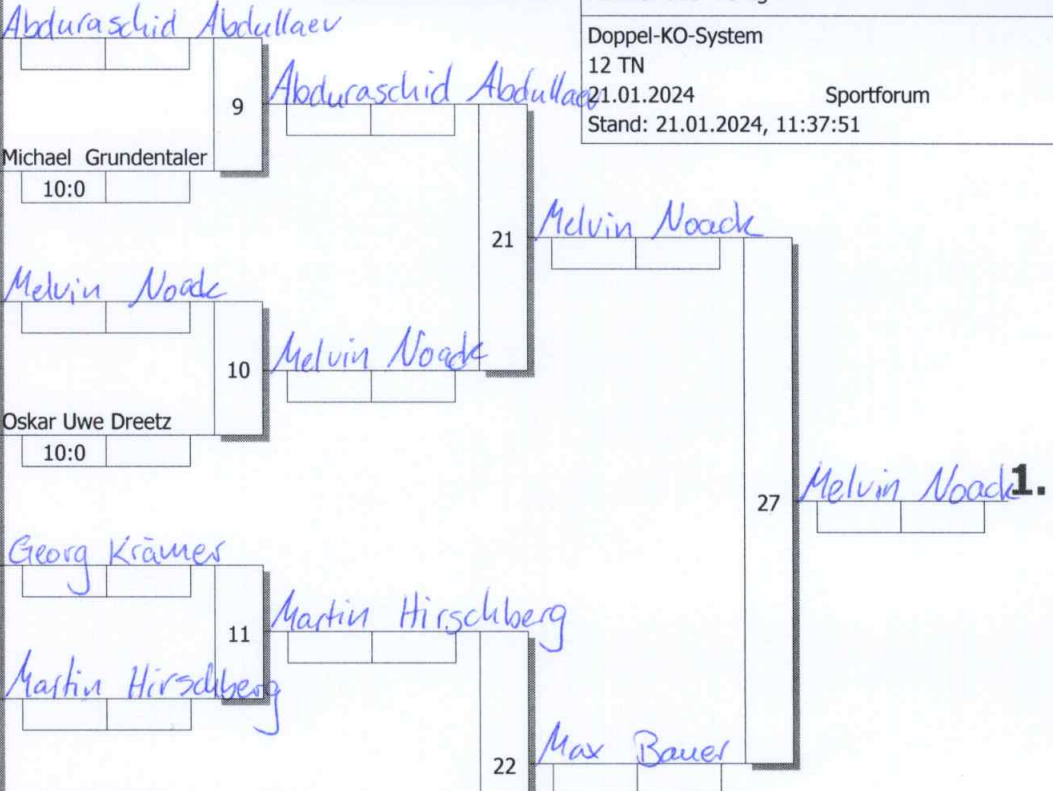 Abduraschid Abdullaev
Doppel-KO-System
12 TN
21.01.2024 Sportforum
Stand: 21.01.2024, 11:37:51
9
Abduraschid Abdullaev
Michael Grundentaler
10:0
21
Melvin Noack
Melvin Noack
10
Melvin Noack
Oskar Uwe Dreetz
10:0
27
Melvin Noack 1.
Georg Krämer
11
Martin Hirschberg
Martin Hirschberg
22
Max Bauer